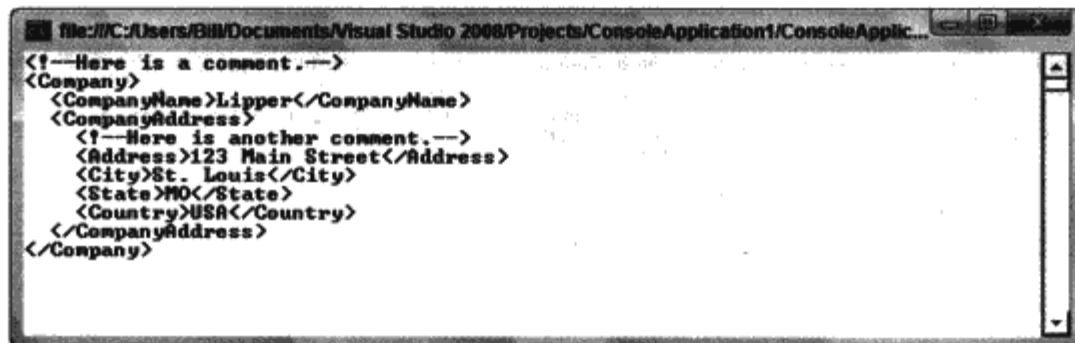 file:///C:/Users/Bill/Documents/Visual Studio 2008/Projects/ConsoleApplication1/ConsoleApplic...
<!--Here is a comment.-->
<Company>
  <CompanyName>Lipper</CompanyName>
  <CompanyAddress>
    <!--Here is another comment.-->
    <Address>123 Main Street</Address>
    <City>St. Louis</City>
    <State>MO</State>
    <Country>USA</Country>
  </CompanyAddress>
</Company>